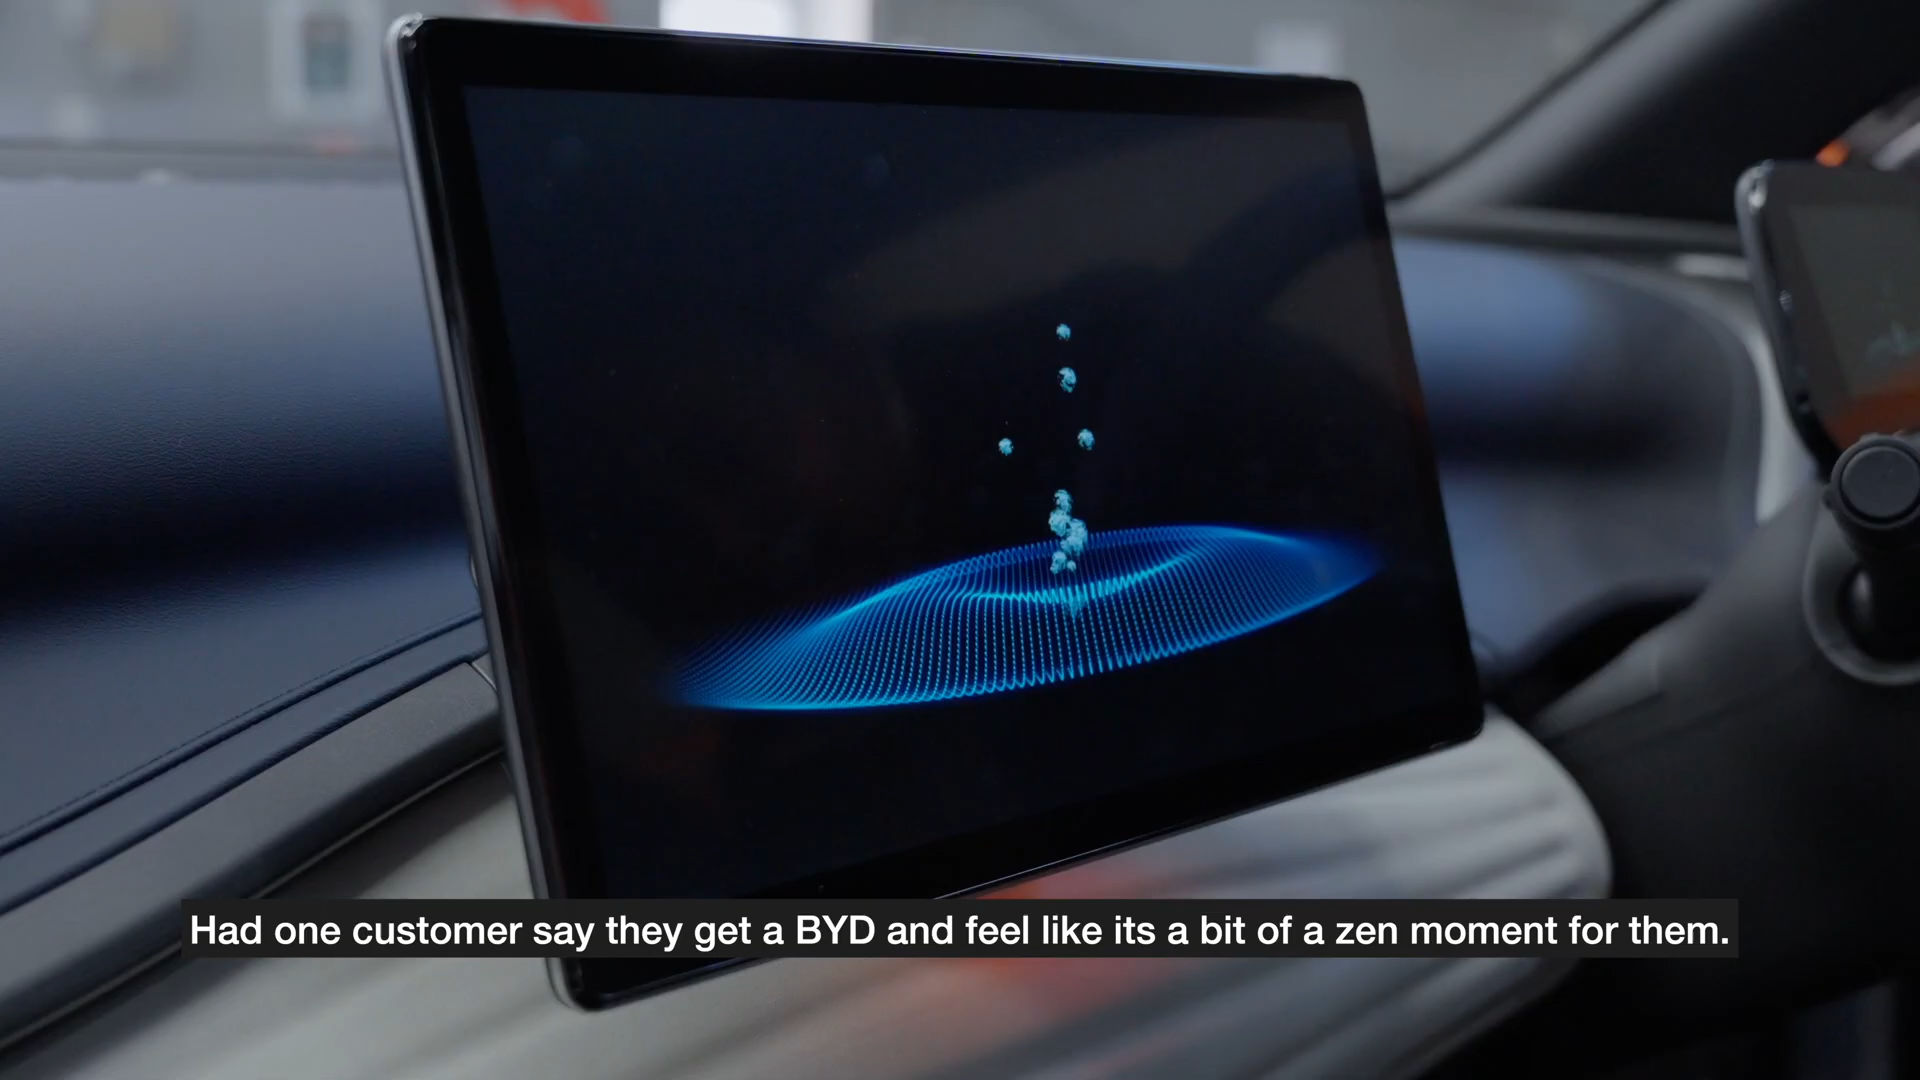 Had one customer say they get a BYD and feel like its a bit of a zen moment for them.